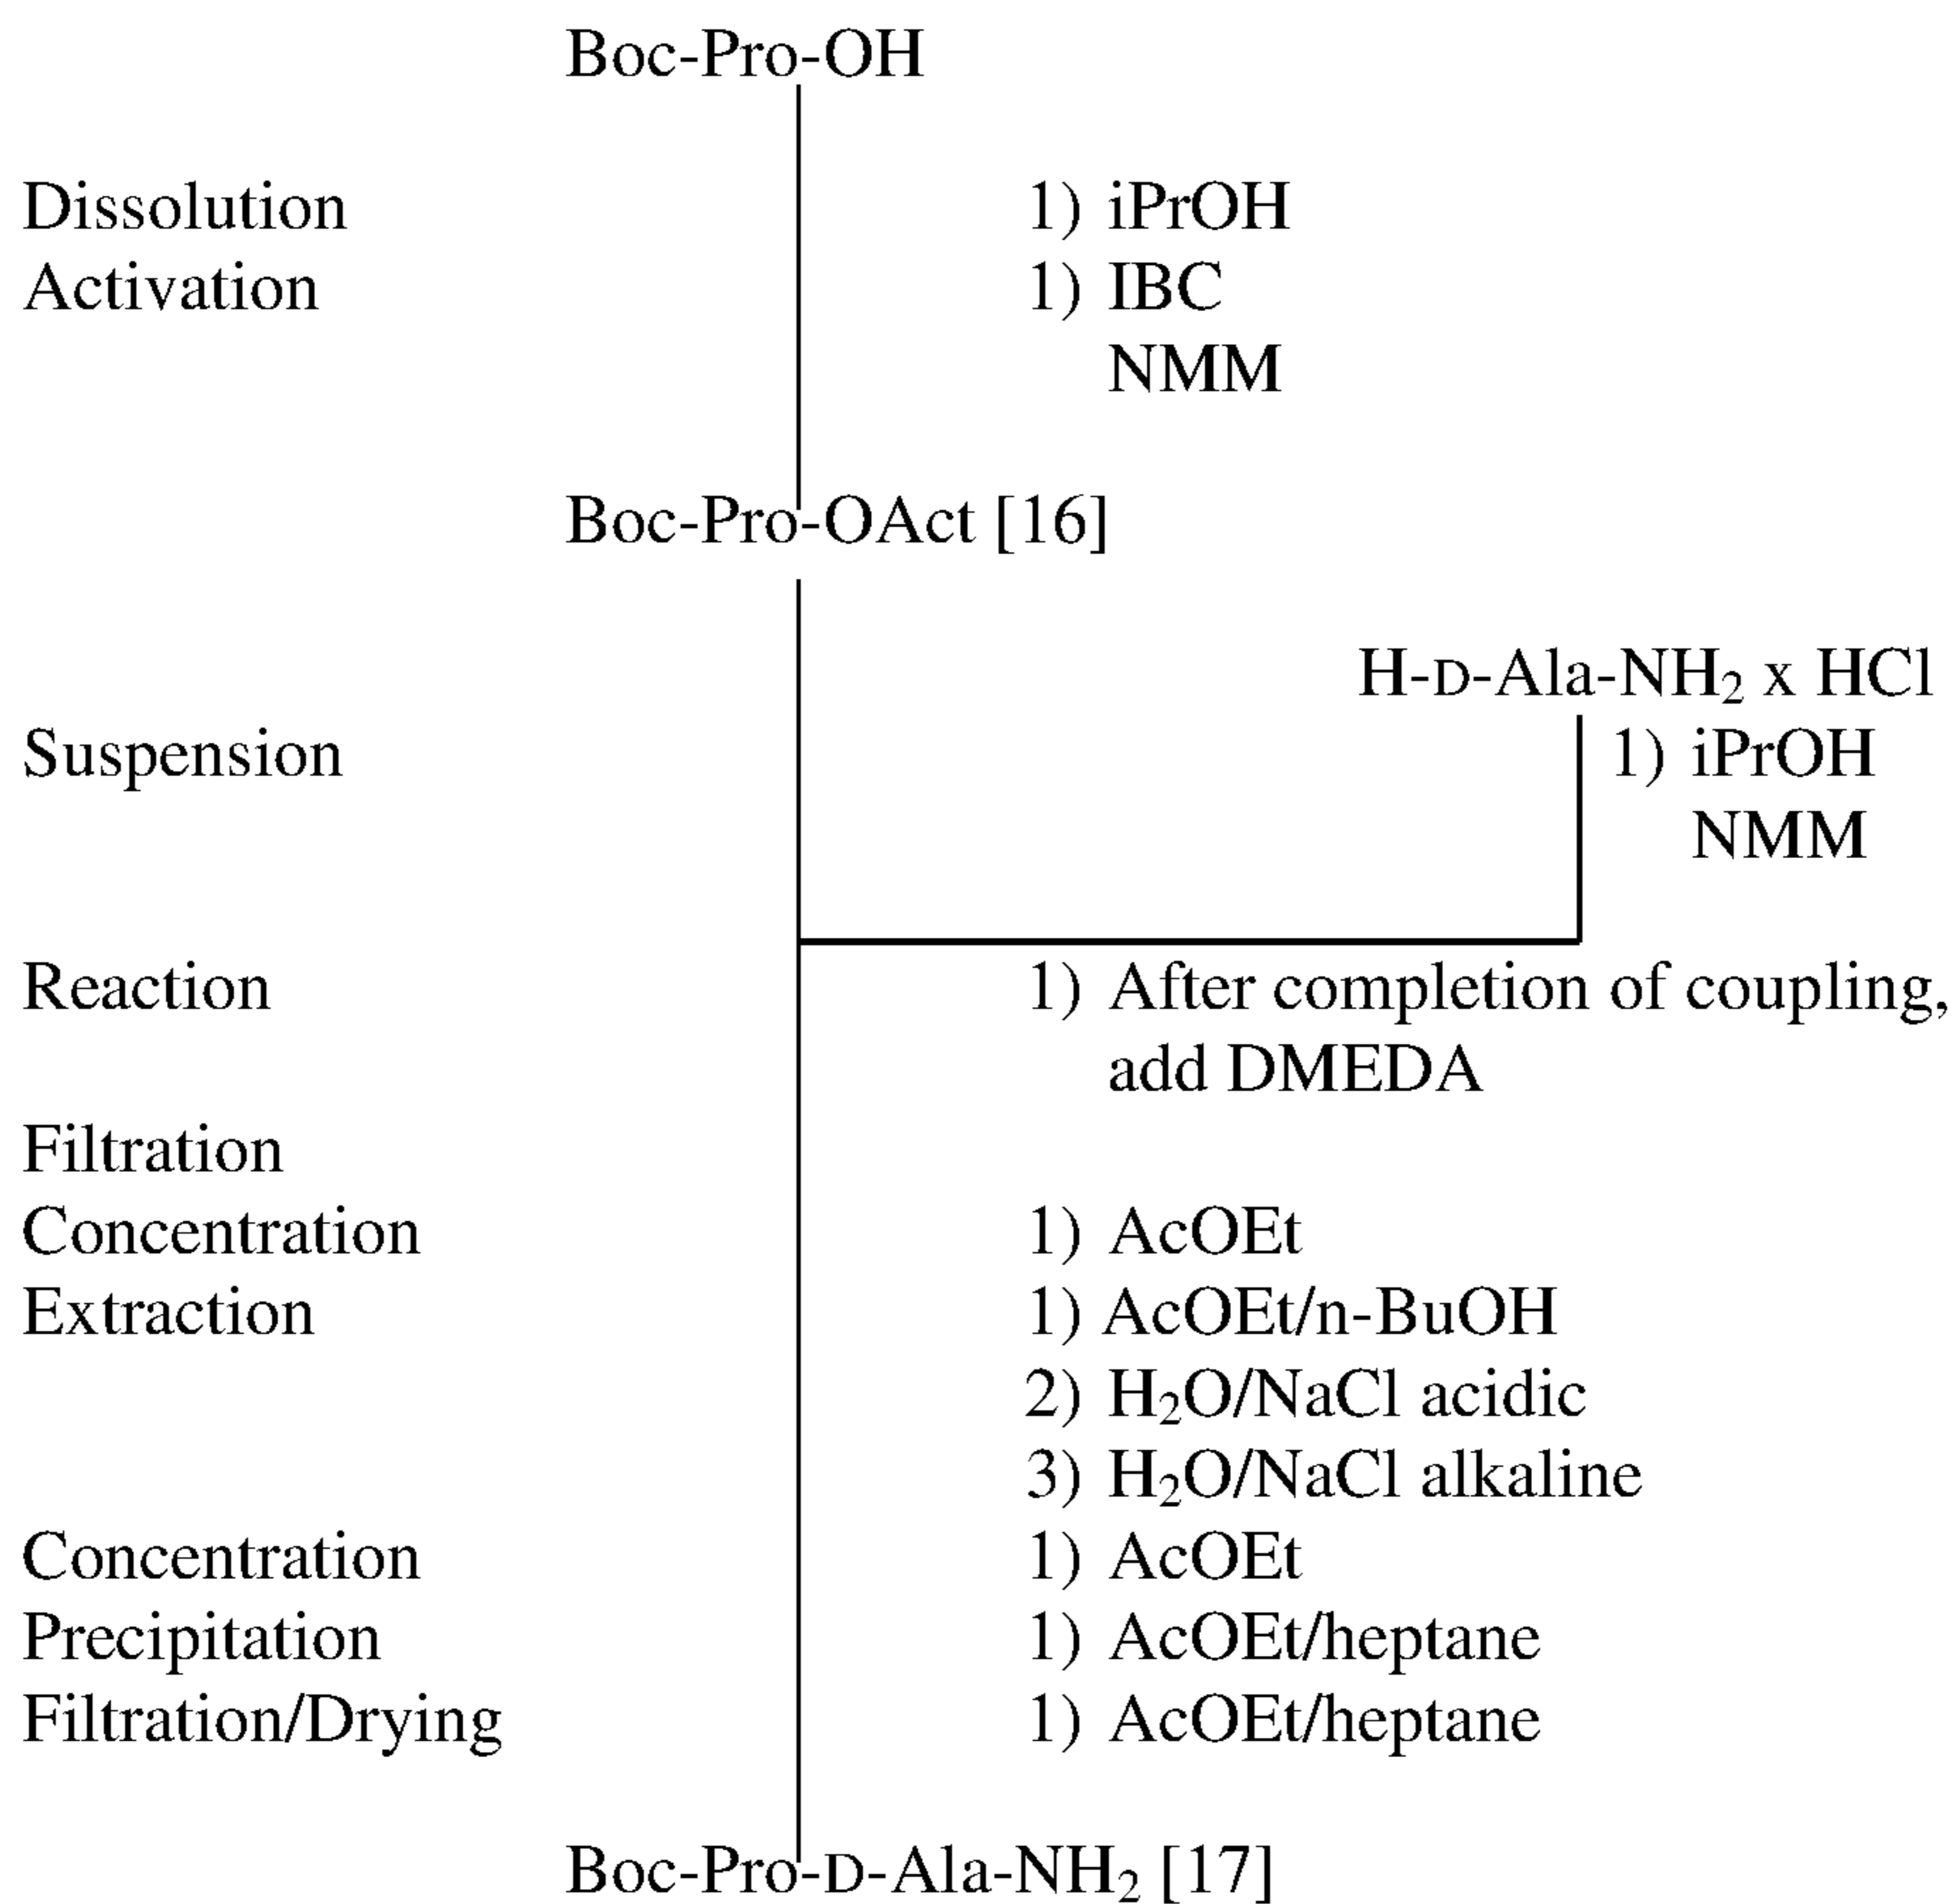 Boc-Pro-OH
Dissolution 1) iPrOH
Activation 1) IBC
NMM
Boc-Pro-OAct [16]
H-D-Ala-NH₂ x HCl
Suspension 1) iPrOH
NMM
Reaction 1) After completion of coupling,
add DMEDA
Filtration
Concentration 1) AcOEt
Extraction 1) AcOEt/n-BuOH
2) H₂O/NaCl acidic
3) H₂O/NaCl alkaline
Concentration 1) AcOEt
Precipitation 1) AcOEt/heptane
Filtration/Drying 1) AcOEt/heptane
Boc-Pro-D-Ala-NH₂ [17]